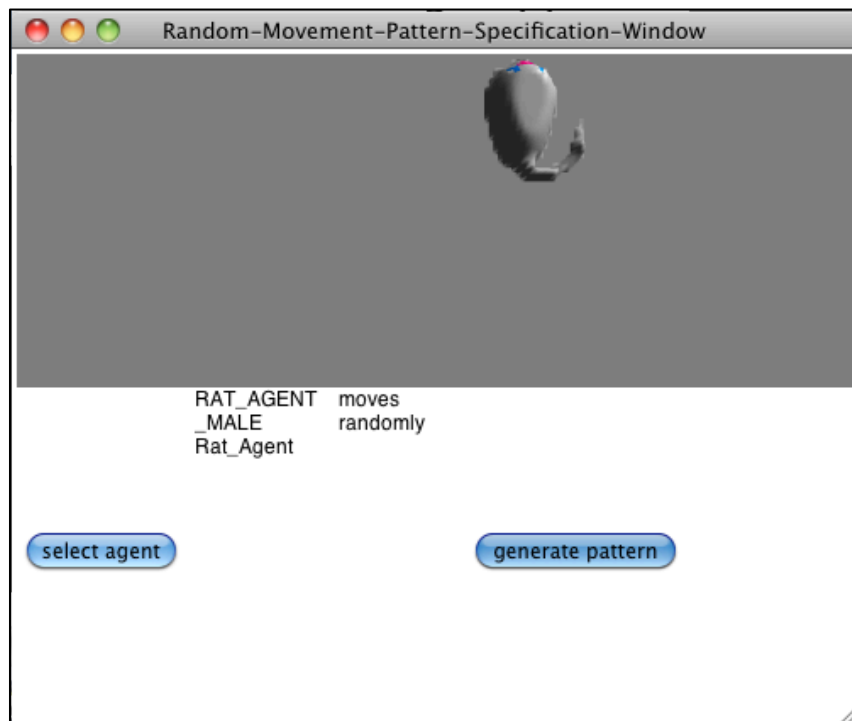 Random-Movement-Pattern-Specification-Window
RAT_AGENT moves
_MALE randomly
Rat_Agent
select agent generate pattern